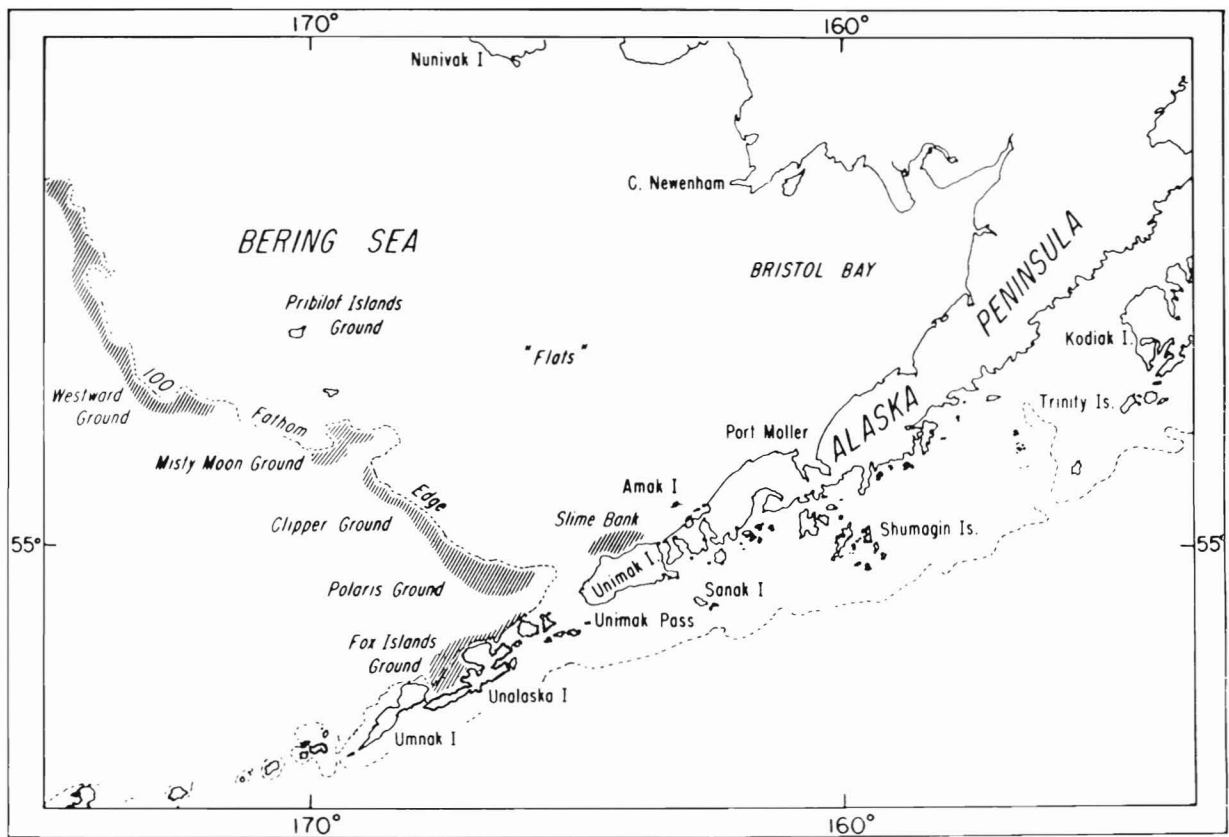 170°
160°
Nunivak I
C. Newenham
BERING SEA
BRISTOL BAY
Pribilof Islands
Ground
"Flats"
ALASKA PENINSULA
Kodiak I.
Trinity Is.
Westward
Ground
100 Fathom Edge
Misty Moon Ground
Port Moller
Amak I
Clipper Ground
Slime Bank
Shumagin Is.
55°
55°
Unimak I.
Polaris Ground
Sanak I
Unimak Pass
Fox Islands
Ground
Unalaska I
Umnak I
170°
160°